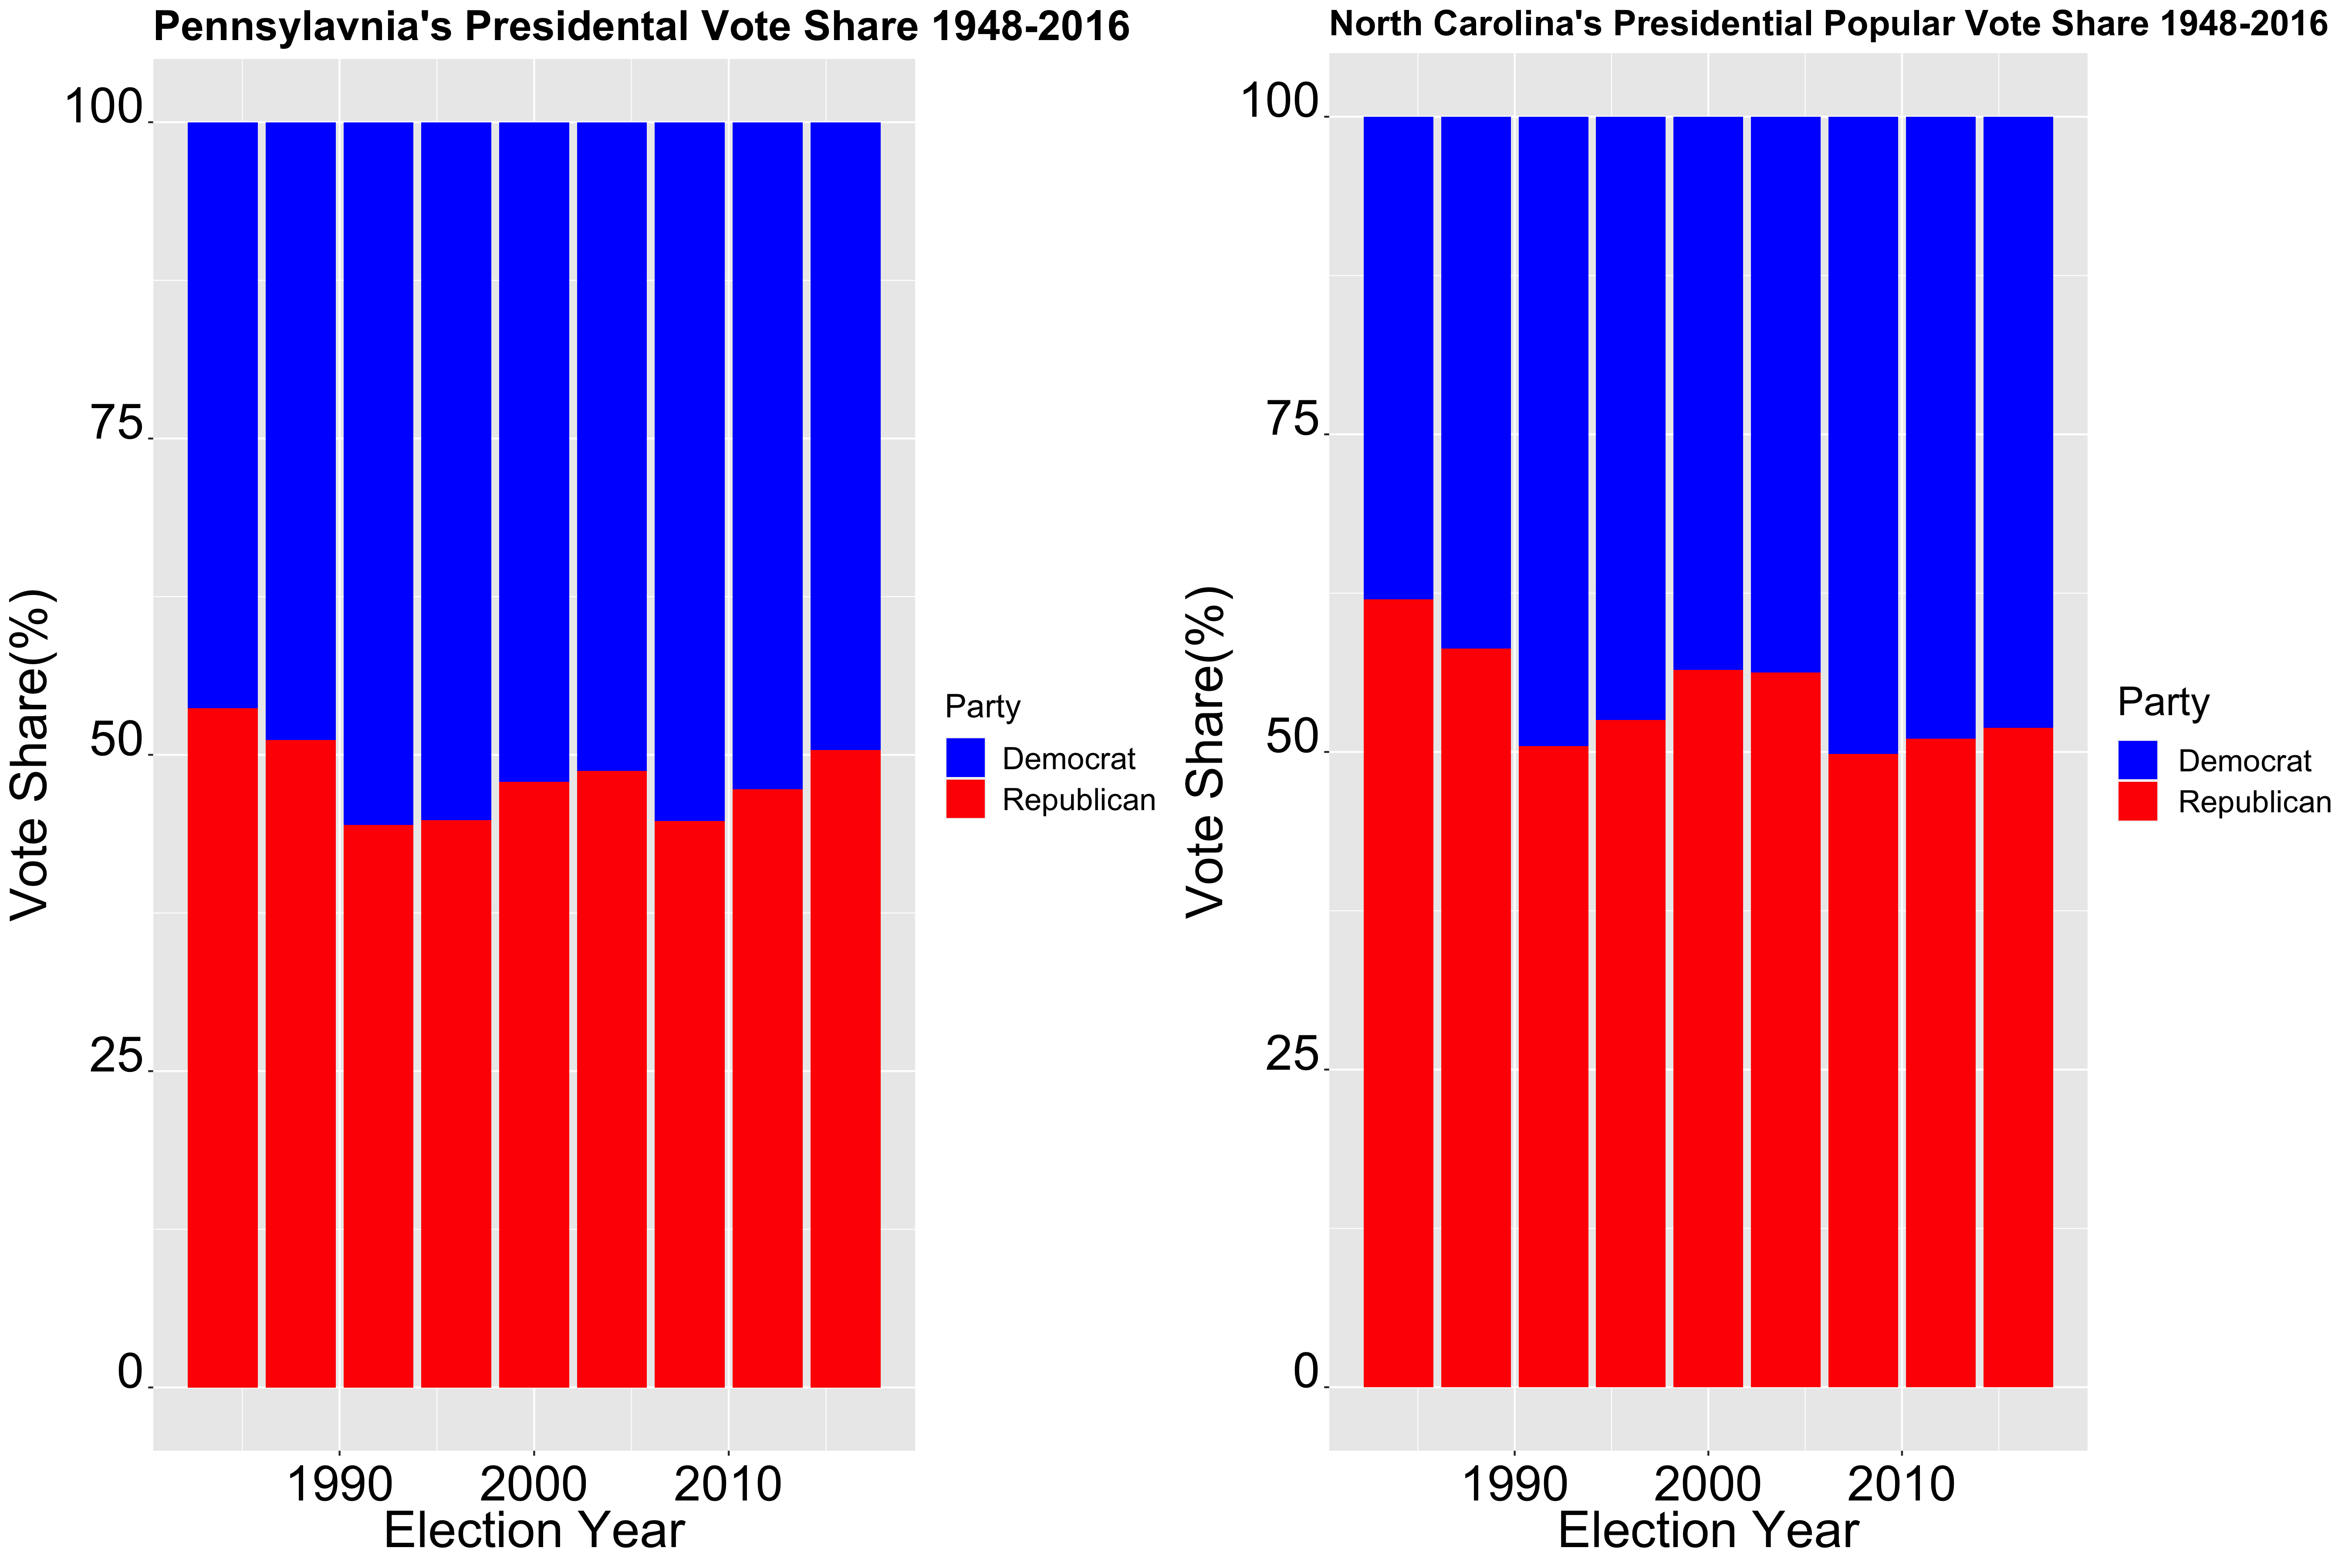 Pennsylavnia's Presidental Vote Share 1948-2016
100
75
50
25
0
Vote Share(%)
1990 2000 2010
Election Year
Party
Democrat
Republican
North Carolina's Presidential Popular Vote Share 1948-2016
100
75
50
25
0
Vote Share(%)
1990 2000 2010
Election Year
Party
Democrat
Republican